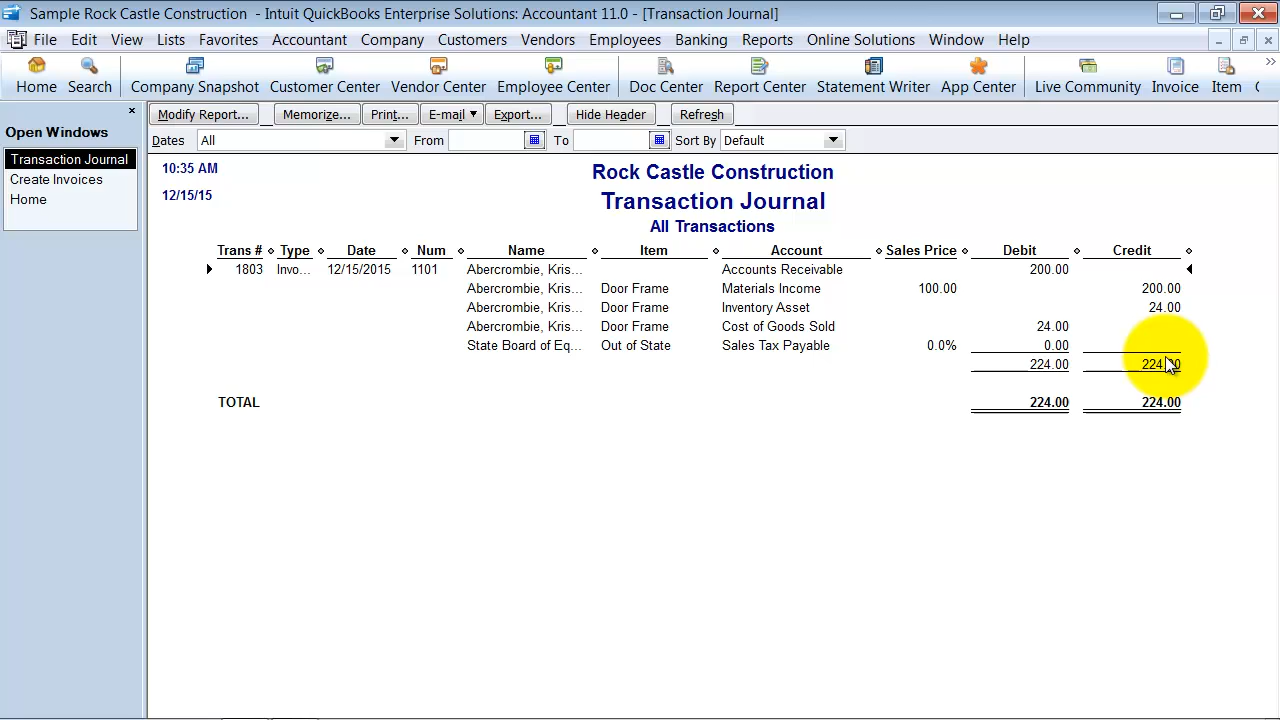 Sample Rock Castle Construction - Intuit QuickBooks Enterprise Solutions: Accountant 11.0 - [Transaction Journal]
File Edit View Lists Favorites Accountant Company Customers Vendors Employees Banking Reports Online Solutions Window Help
Home Search Company Snapshot Customer Center Vendor Center Employee Center Doc Center Report Center Statement Writer App Center Live Community Invoice Item
Modify Report... Memorize... Print... E-mail Export... Hide Header Refresh
Open Windows
Dates All From To Sort By Default
Transaction Journal
Create Invoices
Home
10:35 AM
12/15/15
Rock Castle Construction
Transaction Journal
All Transactions
Trans # Type Date Num Name Item Account Sales Price Debit Credit
1803 Invo... 12/15/2015 1101 Abercrombie, Kris... Accounts Receivable 200.00
Abercrombie, Kris... Door Frame Materials Income 100.00 200.00
Abercrombie, Kris... Door Frame Inventory Asset 24.00
Abercrombie, Kris... Door Frame Cost of Goods Sold 24.00
State Board of Eq... Out of State Sales Tax Payable 0.0% 0.00
224.00 224.00
TOTAL 224.00 224.00